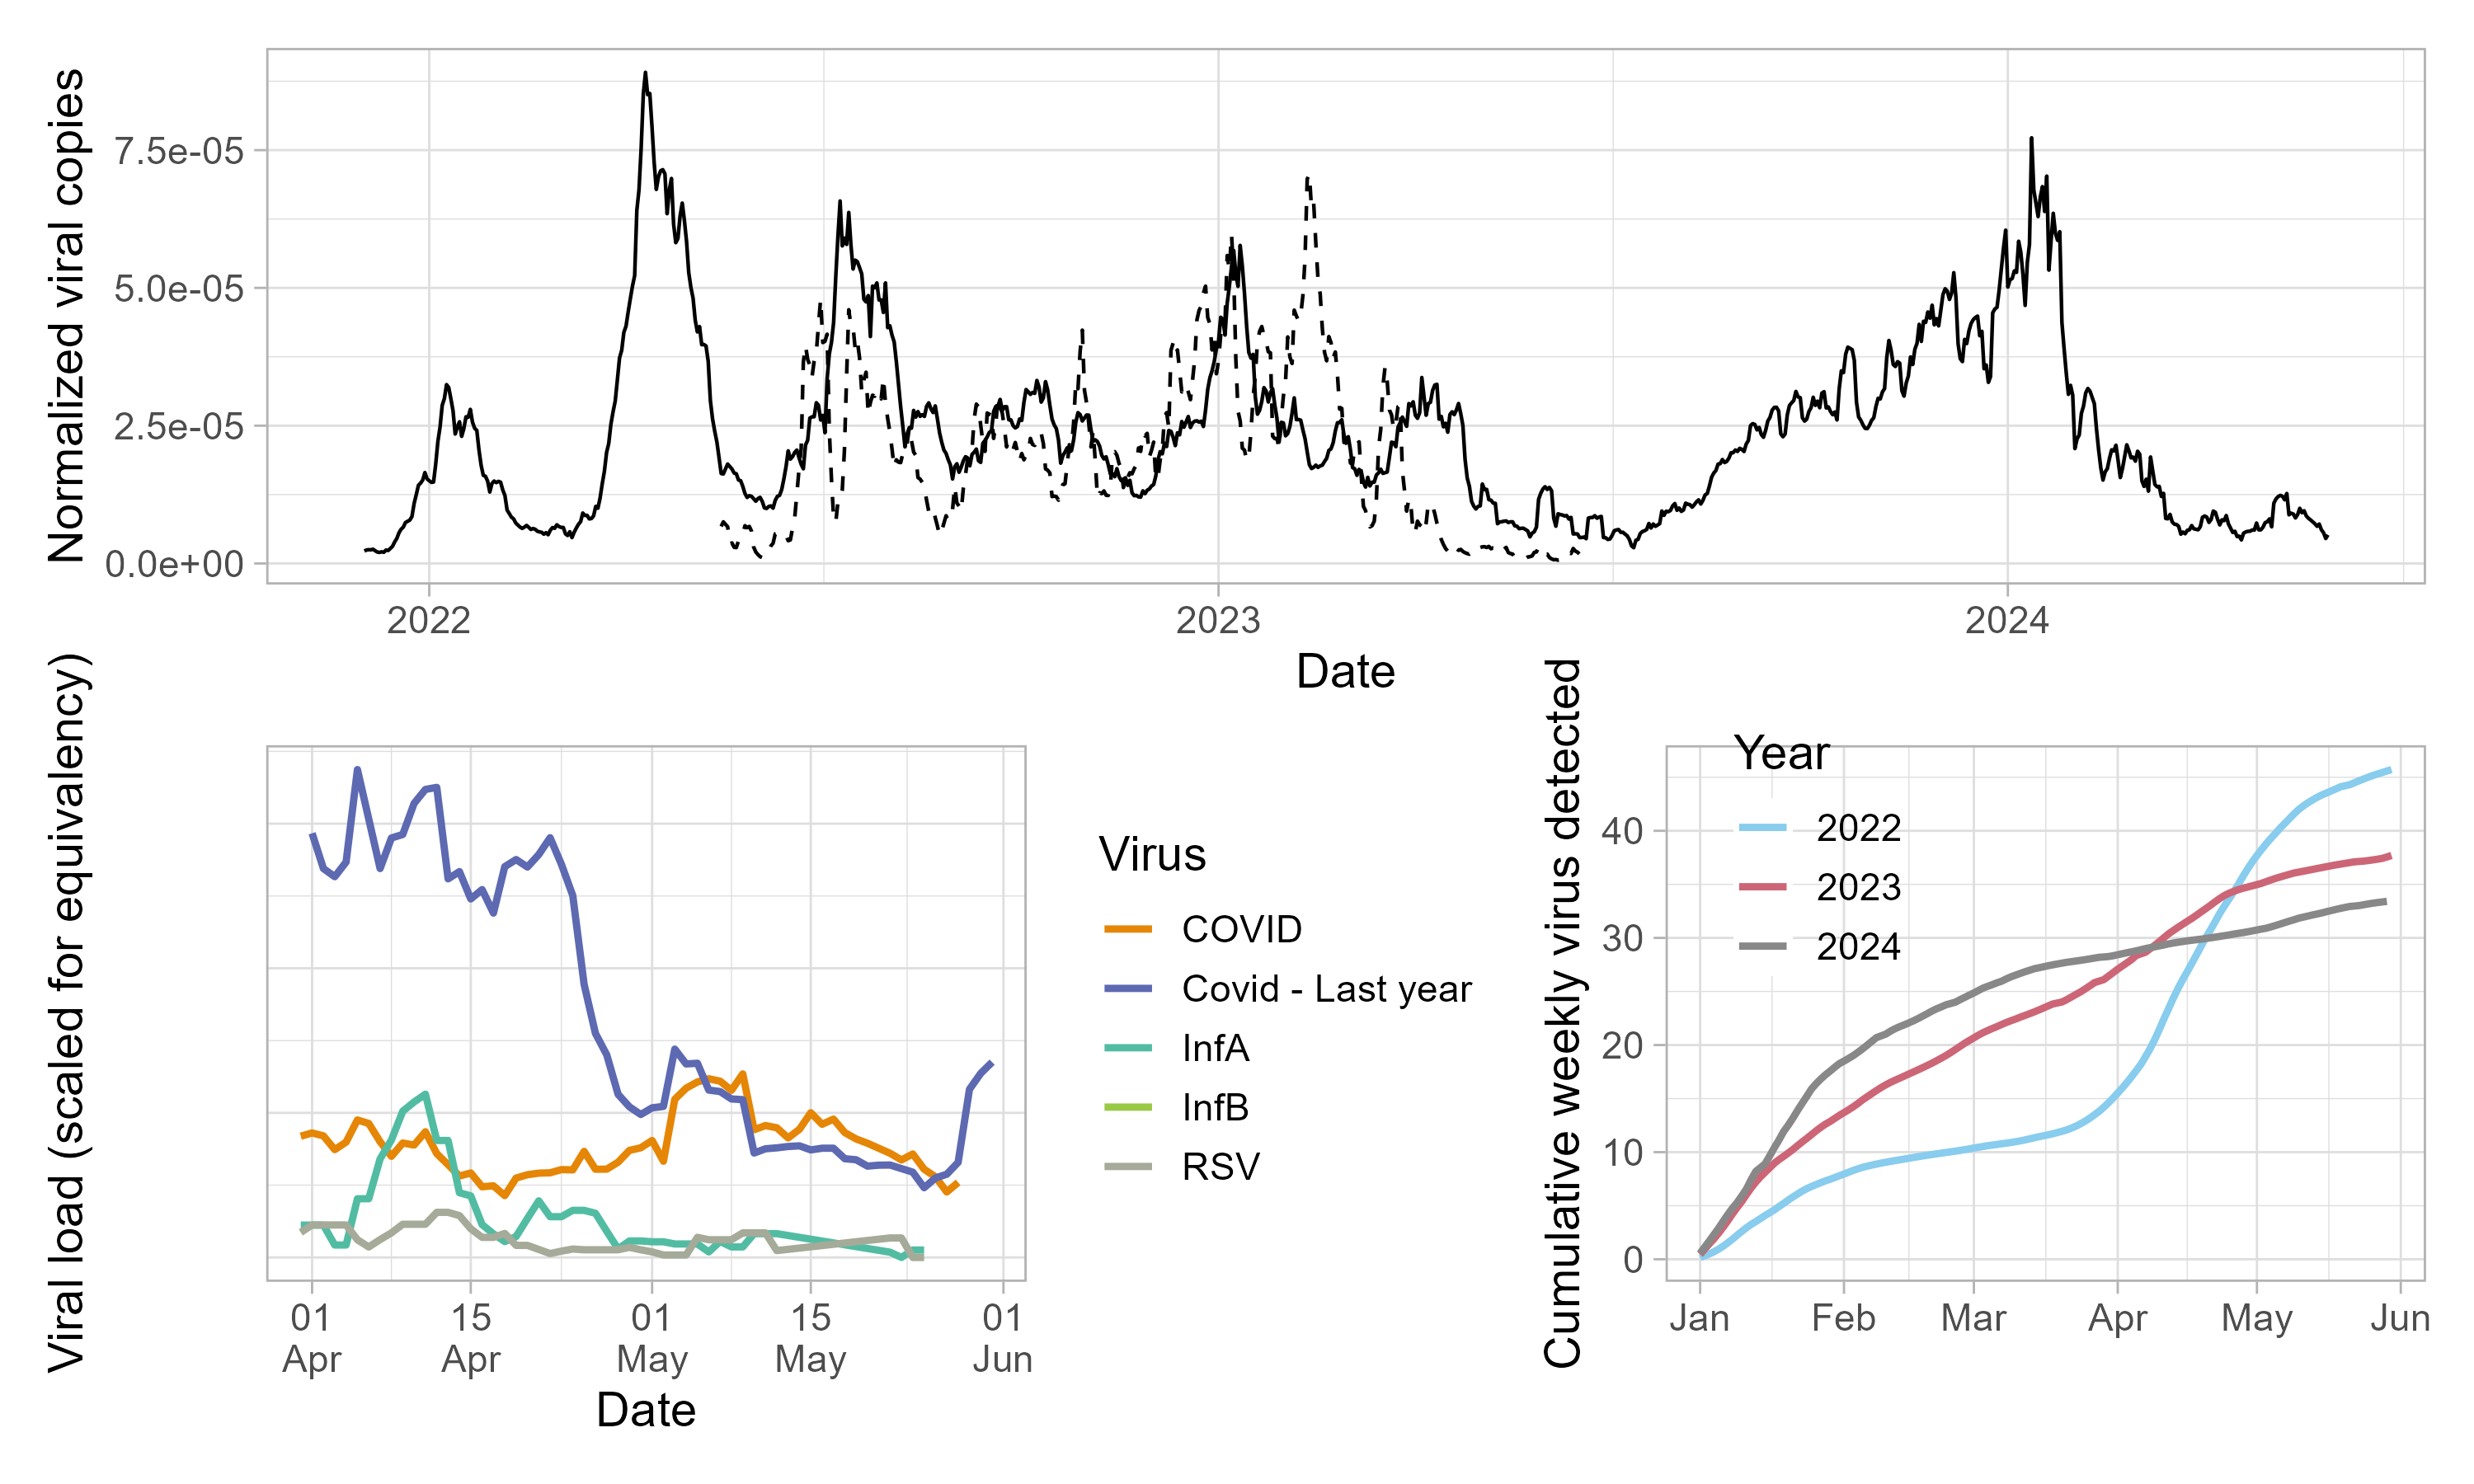 Normalized viral copies
7.5e-05
5.0e-05
2.5e-05
0.0e+00
2022
2023
2024
Date
Viral load (scaled for equivalency)
01
Apr
15
Apr
01
May
15
May
01
Jun
Date
Virus
COVID
Covid - Last year
InfA
InfB
RSV
Cumulative weekly virus detected
40
30
20
10
0
Year
2022
2023
2024
Jan
Feb
Mar
Apr
May
Jun